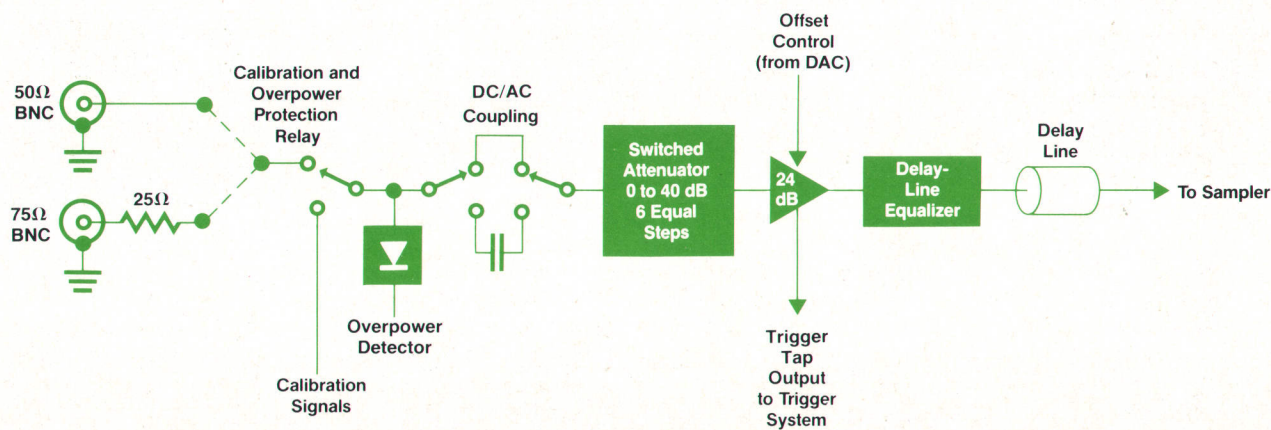 50Ω
BNC
75Ω
BNC
25Ω
Calibration and
Overpower
Protection
Relay
Calibration
Signals
Overpower
Detector
DC/AC
Coupling
Switched
Attenuator
0 to 40 dB
6 Equal
Steps
Offset
Control
(from DAC)
24
dB
Trigger
Tap
Output
to Trigger
System
Delay-
Line
Equalizer
Delay
Line
To Sampler